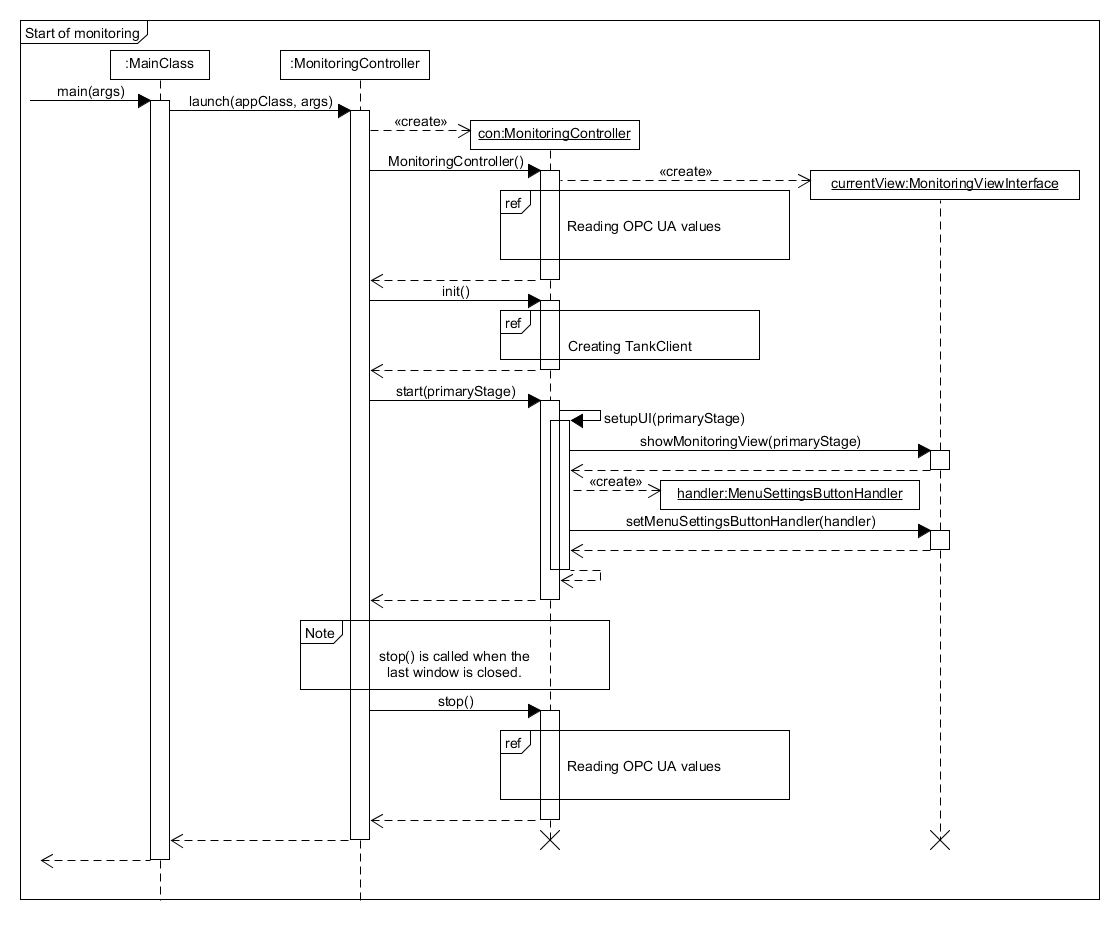 Start of monitoring
:MainClass
:MonitoringController
main(args)
launch(appClass, args)
«create»
con:MonitoringController
MonitoringController()
«create»
currentView:MonitoringViewInterface
ref
Reading OPC UA values
init()
ref
Creating TankClient
start(primaryStage)
setupUI(primaryStage)
showMonitoringView(primaryStage)
«create»
handler:MenuSettingsButtonHandler
setMenuSettingsButtonHandler(handler)
Note
stop() is called when the
last window is closed.
stop()
ref
Reading OPC UA values